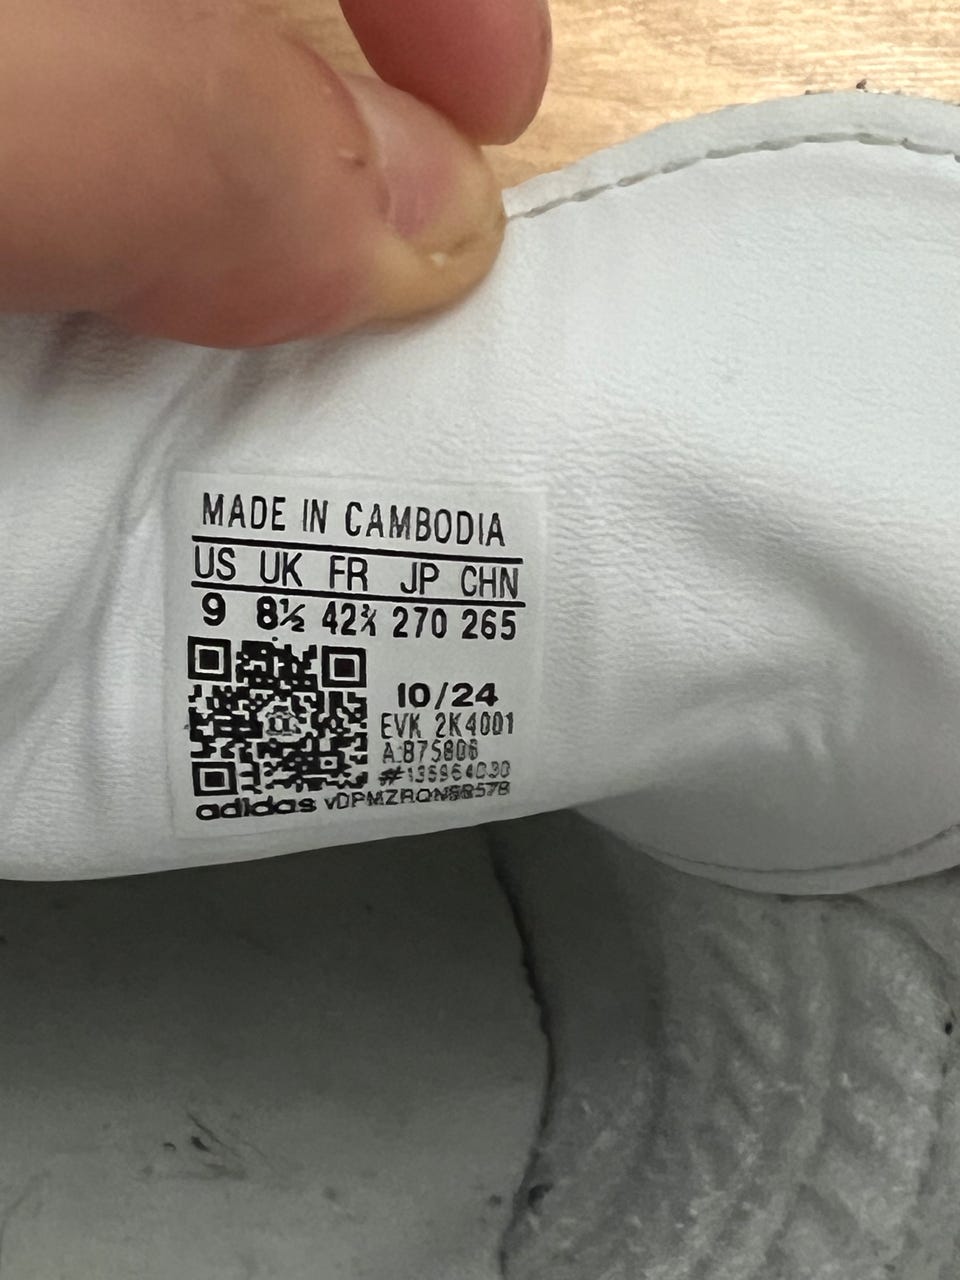 MADE IN CAMBODIA
US UK FR JP CHN
9 8½ 42⅔ 270 265
10/24
EVK 2K4001
adidas